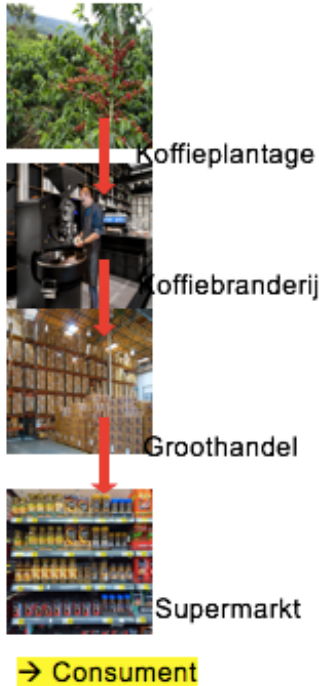 Koffieplantage
Koffiebranderij
Groothandel
Supermarkt
→ Consument